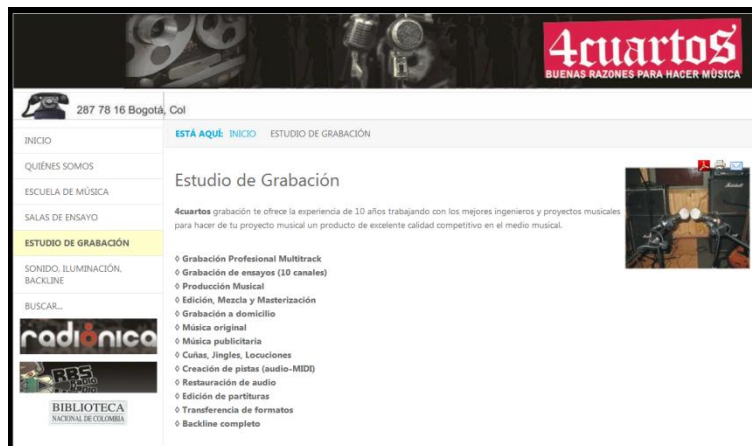 4cuartos
BUENAS RAZONES PARA HACER MÚSICA
287 78 16 Bogotá, Col
INICIO
QUIÉNES SOMOS
ESCUELA DE MÚSICA
SALAS DE ENSAYO
ESTUDIO DE GRABACIÓN
SONIDO, ILUMINACIÓN,
BACKLINE
BUSCAR...
radiónica
RBS
RADIO
BIBLIOTECA
NACIONAL DE COLOMBIA
ESTÁ AQUÍ: INICIO ESTUDIO DE GRABACIÓN
Estudio de Grabación
4cuartos grabación te ofrece la experiencia de 10 años trabajando con los mejores ingenieros y proyectos musicales
para hacer de tu proyecto musical un producto de excelente calidad competitivo en el medio musical.
◊ Grabación Profesional Multitrack
◊ Grabación de ensayos (10 canales)
◊ Producción Musical
◊ Edición, Mezcla y Masterización
◊ Grabación a domicilio
◊ Música original
◊ Música publicitaria
◊ Cuñas, Jingles, Locuciones
◊ Creación de pistas (audio-MIDI)
◊ Restauración de audio
◊ Edición de partituras
◊ Transferencia de formatos
◊ Backline completo